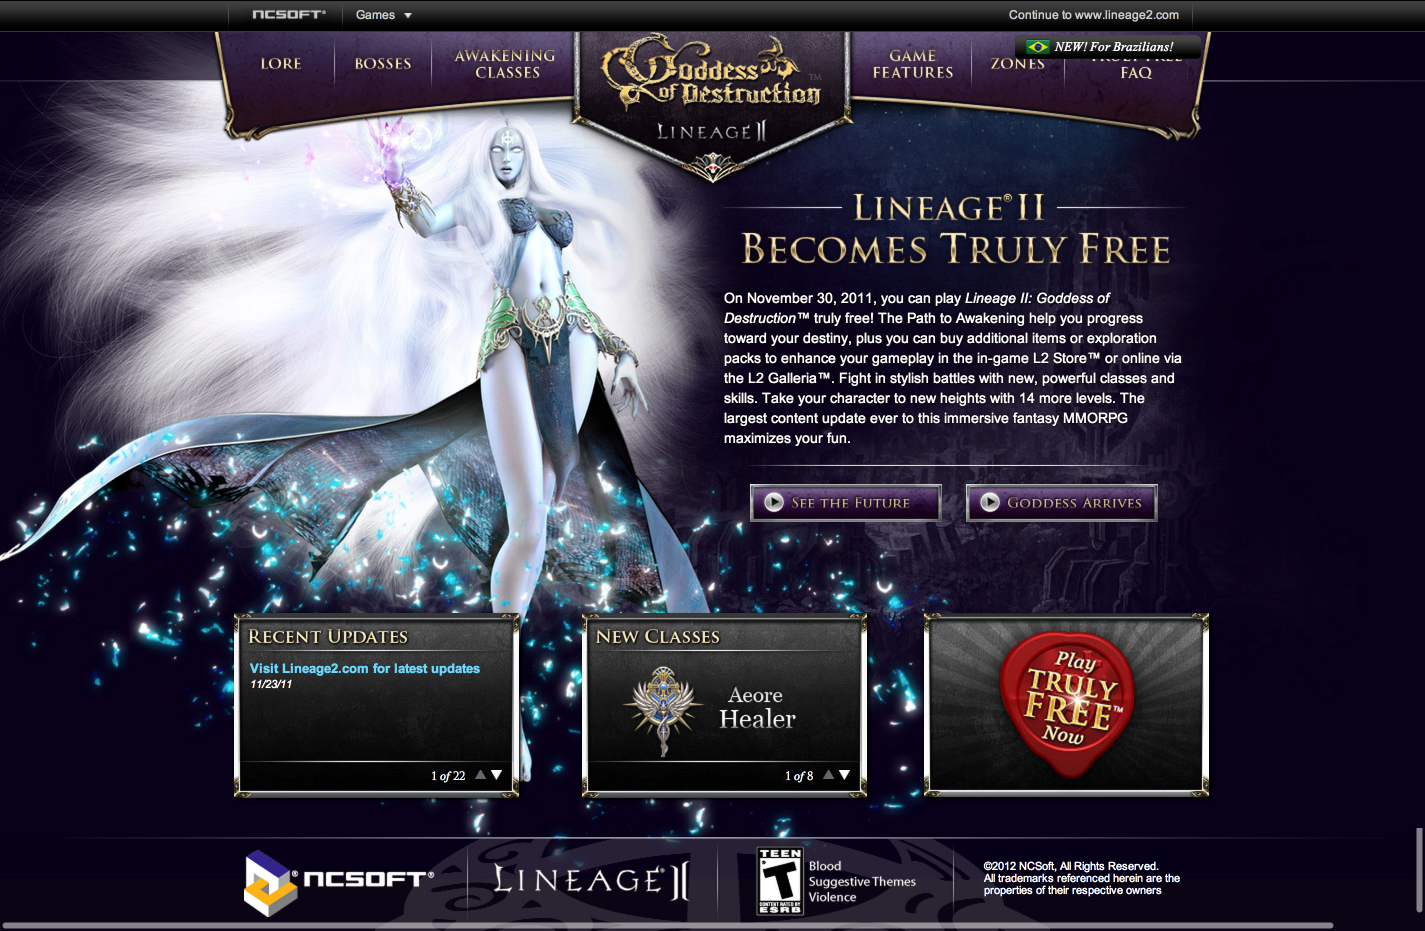 NCSOFT®
Games
Continue to www.lineage2.com
NEW! For Brazilians!
LORE
BOSSES
AWAKENING
CLASSES
Goddess
of Destruction™
LINEAGE II
GAME
FEATURES
ZONES
TRULY FREE
FAQ
LINEAGE® II
BECOMES TRULY FREE
On November 30, 2011, you can play Lineage II: Goddess of
Destruction™ truly free! The Path to Awakening help you progress
toward your destiny, plus you can buy additional items or exploration
packs to enhance your gameplay in the in-game L2 Store™ or online via
the L2 Galleria™. Fight in stylish battles with new, powerful classes and
skills. Take your character to new heights with 14 more levels. The
largest content update ever to this immersive fantasy MMORPG
maximizes your fun.
SEE THE FUTURE
GODDESS ARRIVES
RECENT UPDATES
Visit Lineage2.com for latest updates
11/23/11
1 of 22
NEW CLASSES
Aeore
Healer
1 of 8
Play
TRULY
FREE™
Now
NCSOFT®
LINEAGE® II
TEEN
T
CONTENT RATED BY
ESRB
Blood
Suggestive Themes
Violence
©2012 NCSoft, All Rights Reserved.
All trademarks referenced herein are the
properties of their respective owners